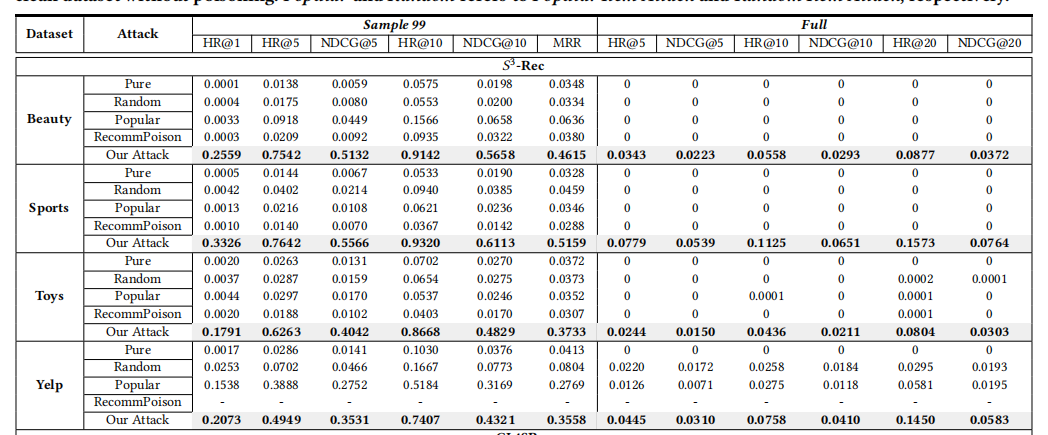 Dataset Attack Sample 99 Full
HR@1 HR@5 NDCG@5 HR@10 NDCG@10 MRR HR@5 NDCG@5 HR@10 NDCG@10 HR@20 NDCG@20
S³-Rec
Beauty
Pure 0.0001 0.0138 0.0059 0.0575 0.0198 0.0348 0 0 0 0 0 0
Random 0.0004 0.0175 0.0080 0.0553 0.0200 0.0334 0 0 0 0 0 0
Popular 0.0033 0.0918 0.0449 0.1566 0.0658 0.0636 0 0 0 0 0 0
RecommPoison 0.0003 0.0209 0.0092 0.0935 0.0322 0.0380 0 0 0 0 0 0
Our Attack 0.2559 0.7542 0.5132 0.9142 0.5658 0.4615 0.0343 0.0223 0.0558 0.0293 0.0877 0.0372
Sports
Pure 0.0005 0.0144 0.0067 0.0533 0.0190 0.0328 0 0 0 0 0 0
Random 0.0042 0.0402 0.0214 0.0940 0.0385 0.0459 0 0 0 0 0 0
Popular 0.0013 0.0216 0.0108 0.0621 0.0236 0.0346 0 0 0 0 0 0
RecommPoison 0.0010 0.0140 0.0070 0.0367 0.0142 0.0288 0 0 0 0 0 0
Our Attack 0.3326 0.7642 0.5566 0.9320 0.6113 0.5159 0.0779 0.0539 0.1125 0.0651 0.1573 0.0764
Toys
Pure 0.0020 0.0263 0.0131 0.0702 0.0270 0.0372 0 0 0 0 0 0
Random 0.0037 0.0287 0.0159 0.0654 0.0275 0.0373 0 0 0 0 0.0002 0.0001
Popular 0.0044 0.0297 0.0170 0.0537 0.0246 0.0352 0 0 0.0001 0 0.0001 0
RecommPoison 0.0020 0.0188 0.0102 0.0403 0.0170 0.0307 0 0 0 0 0.0001 0
Our Attack 0.1791 0.6263 0.4042 0.8668 0.4829 0.3733 0.0244 0.0150 0.0436 0.0211 0.0804 0.0303
Yelp
Pure 0.0017 0.0286 0.0141 0.1030 0.0376 0.0413 0 0 0 0 0 0
Random 0.0253 0.0702 0.0466 0.1667 0.0773 0.0804 0.0220 0.0172 0.0258 0.0184 0.0295 0.0193
Popular 0.1538 0.3888 0.2752 0.5184 0.3169 0.2769 0.0126 0.0071 0.0275 0.0118 0.0581 0.0195
RecommPoison - - - - - - - - - - - -
Our Attack 0.2073 0.4949 0.3531 0.7407 0.4321 0.3558 0.0445 0.0310 0.0758 0.0410 0.1450 0.0583